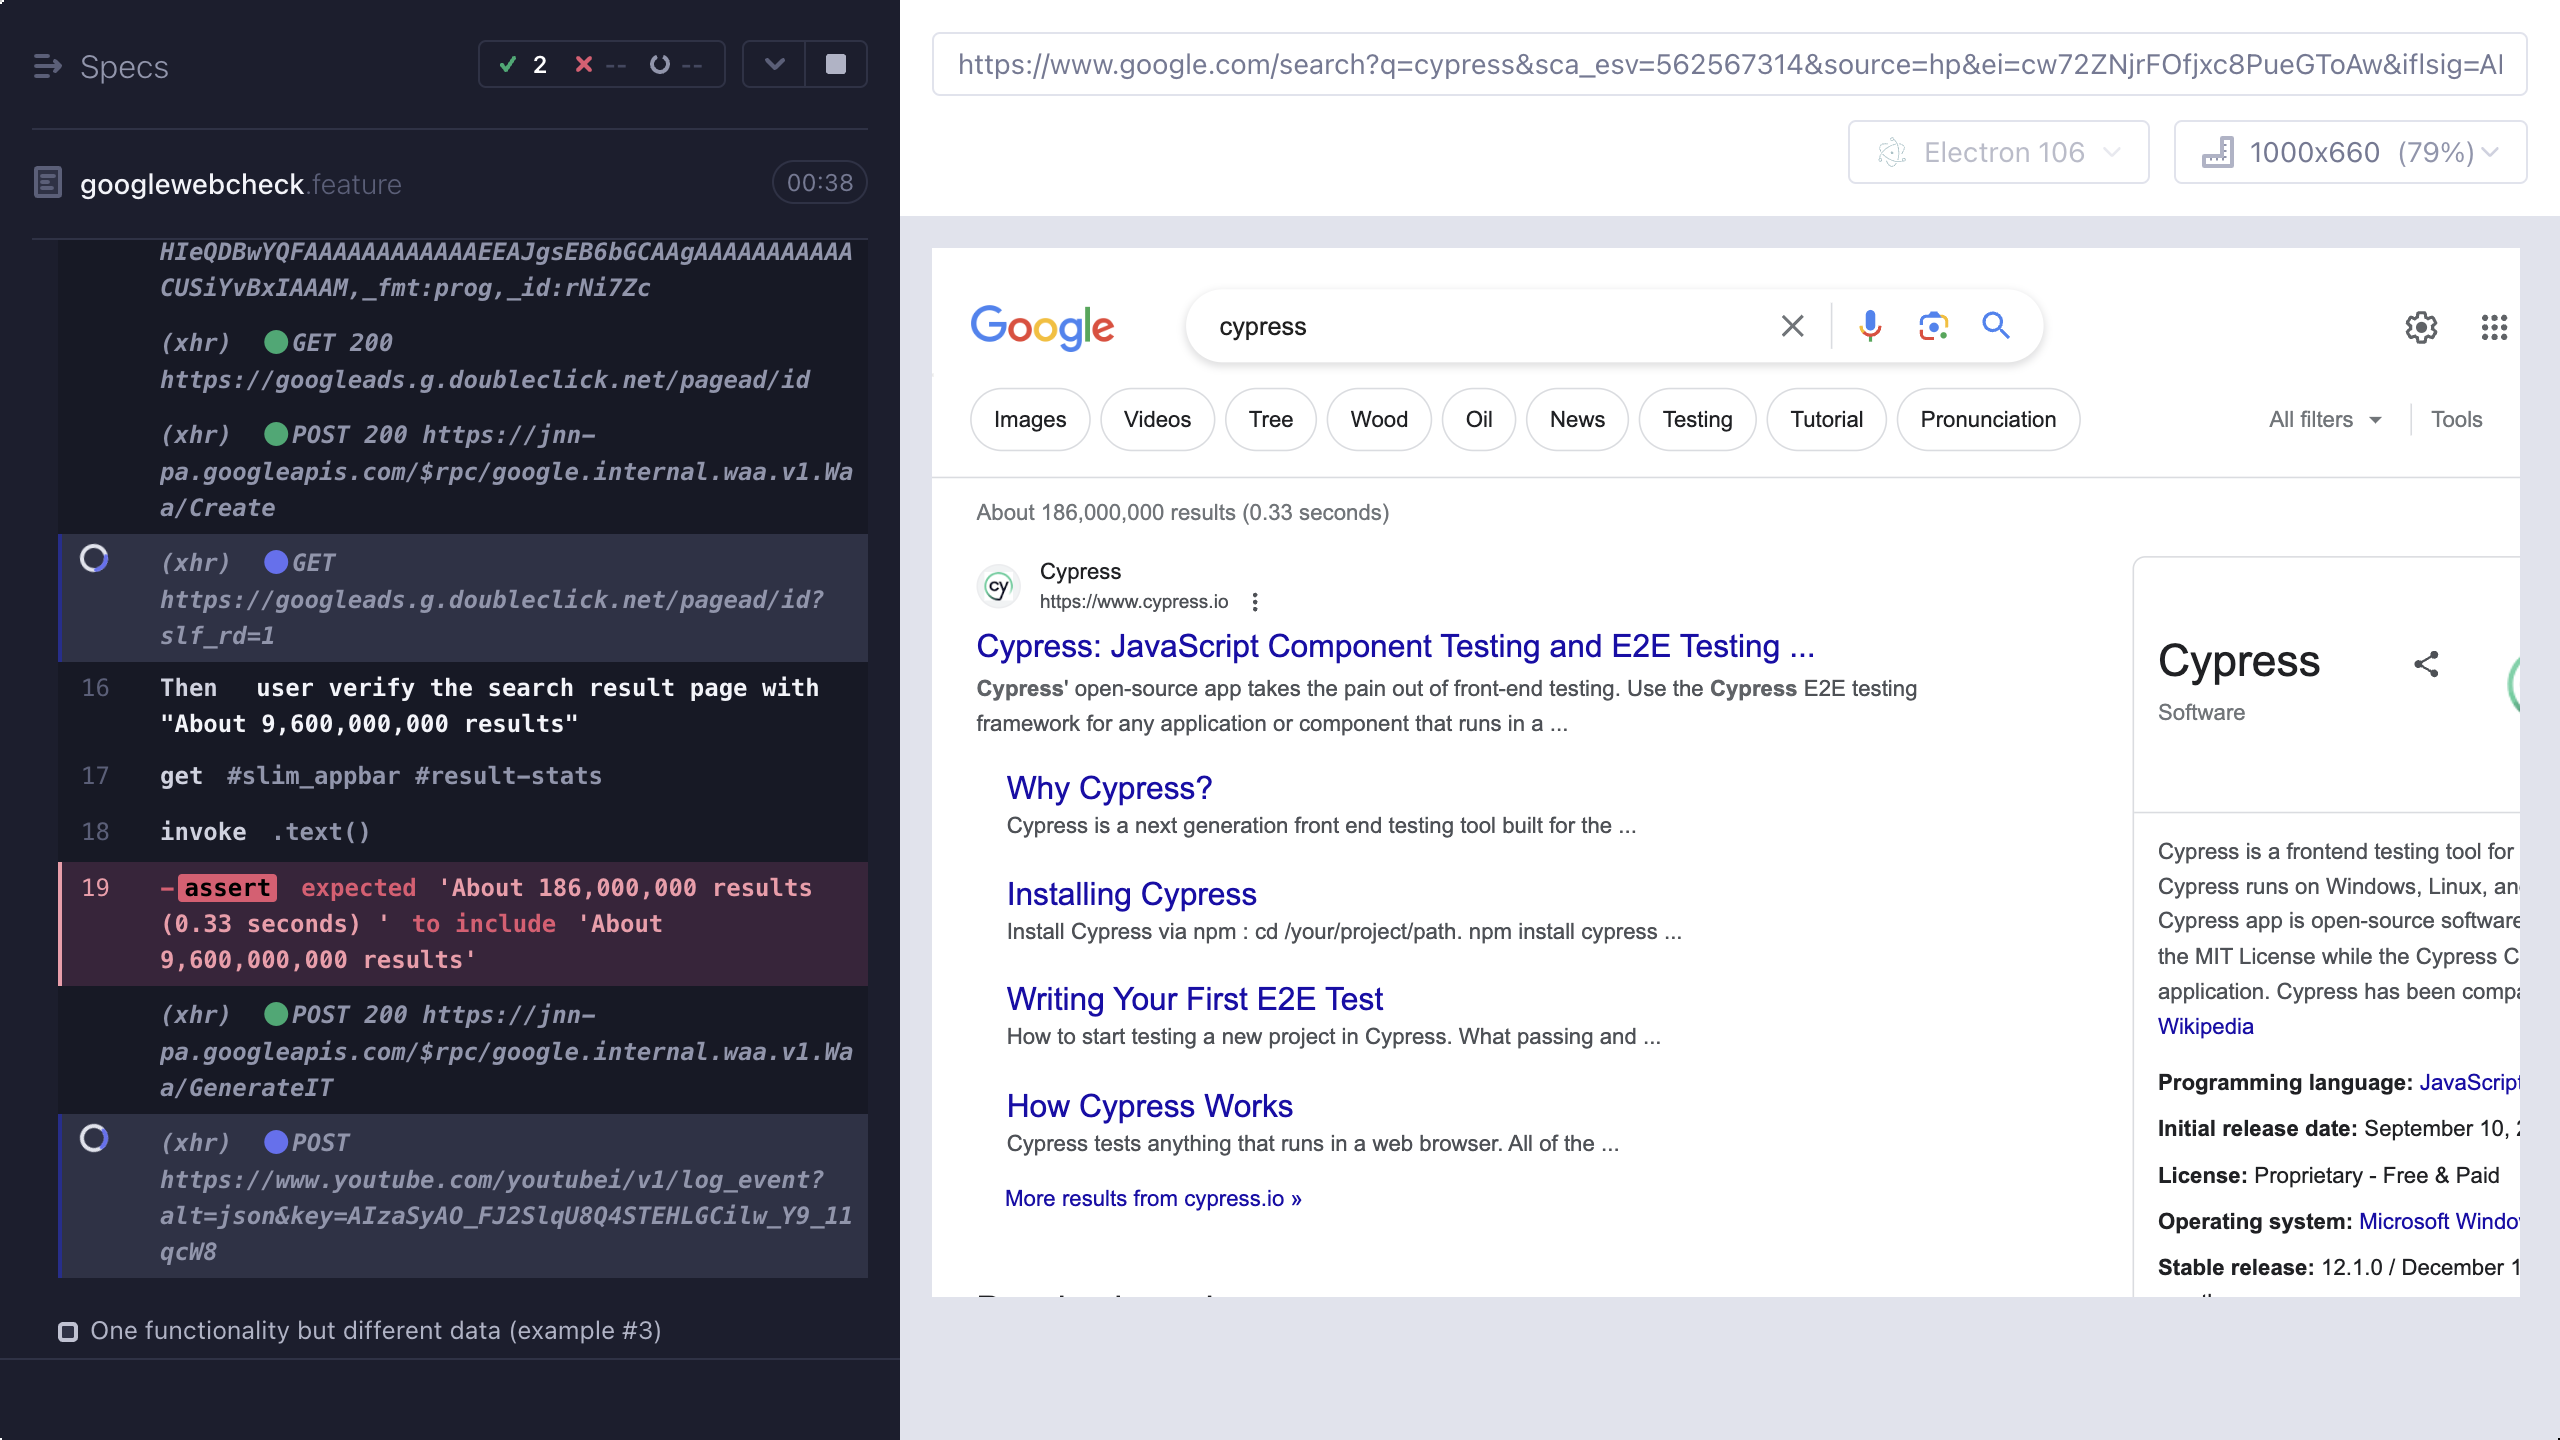 Specs
2 -- --
googlewebcheck.feature
00:38
HIeQDBwYQFAAAAAAAAAAAAEEAJgsEB6bGCAAgAAAAAAAAAAA
CUSiYvBxIAAAM,_fmt:prog,_id:rNi7Zc
(xhr) GET 200
https://googleads.g.doubleclick.net/pagead/id
(xhr) POST 200 https://jnn-
pa.googleapis.com/$rpc/google.internal.waa.v1.Wa
a/Create
(xhr) GET
https://googleads.g.doubleclick.net/pagead/id?
slf_rd=1
16 Then user verify the search result page with
"About 9,600,000,000 results"
17 get #slim_appbar #result-stats
18 invoke .text()
19 -assert expected 'About 186,000,000 results
(0.33 seconds) ' to include 'About
9,600,000,000 results'
(xhr) POST 200 https://jnn-
pa.googleapis.com/$rpc/google.internal.waa.v1.Wa
a/GenerateIT
(xhr) POST
https://www.youtube.com/youtubei/v1/log_event?
alt=json&key=AIzaSyAO_FJ2SlqU8Q4STEHLGCilw_Y9_11
qcW8
One functionality but different data (example #3)
https://www.google.com/search?q=cypress&sca_esv=562567314&source=hp&ei=cw72ZNjrFOfjxc8PueGToAw&iflsig=Al
Electron 106
1000x660 (79%)
Google
cypress
Images Videos Tree Wood Oil News Testing Tutorial Pronunciation
All filters Tools
About 186,000,000 results (0.33 seconds)
cy
Cypress
https://www.cypress.io
Cypress: JavaScript Component Testing and E2E Testing ...
Cypress' open-source app takes the pain out of front-end testing. Use the Cypress E2E testing
framework for any application or component that runs in a ...
Why Cypress?
Cypress is a next generation front end testing tool built for the ...
Installing Cypress
Install Cypress via npm : cd /your/project/path. npm install cypress ...
Writing Your First E2E Test
How to start testing a new project in Cypress. What passing and ...
How Cypress Works
Cypress tests anything that runs in a web browser. All of the ...
More results from cypress.io »
Cypress
Software
Cypress is a frontend testing tool for
Cypress runs on Windows, Linux, an
Cypress app is open-source software
the MIT License while the Cypress C
application. Cypress has been compa
Wikipedia
Programming language: JavaScript
Initial release date: September 10, 2
License: Proprietary - Free & Paid
Operating system: Microsoft Windo
Stable release: 12.1.0 / December 1